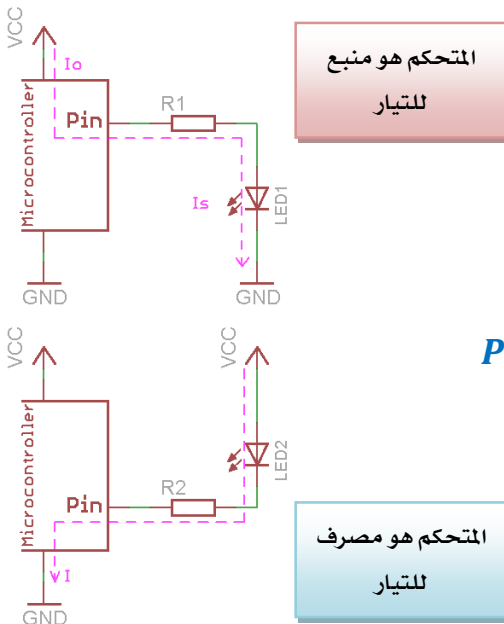 VCC
Io
المتحكم هو منبع
للتيار
R1
Pin
Microcontroller
Is
LED1
GND
GND
VCC
VCC
P
LED2
Microcontroller
R2
Pin
المتحكم هو مصرف
للتيار
I
GND